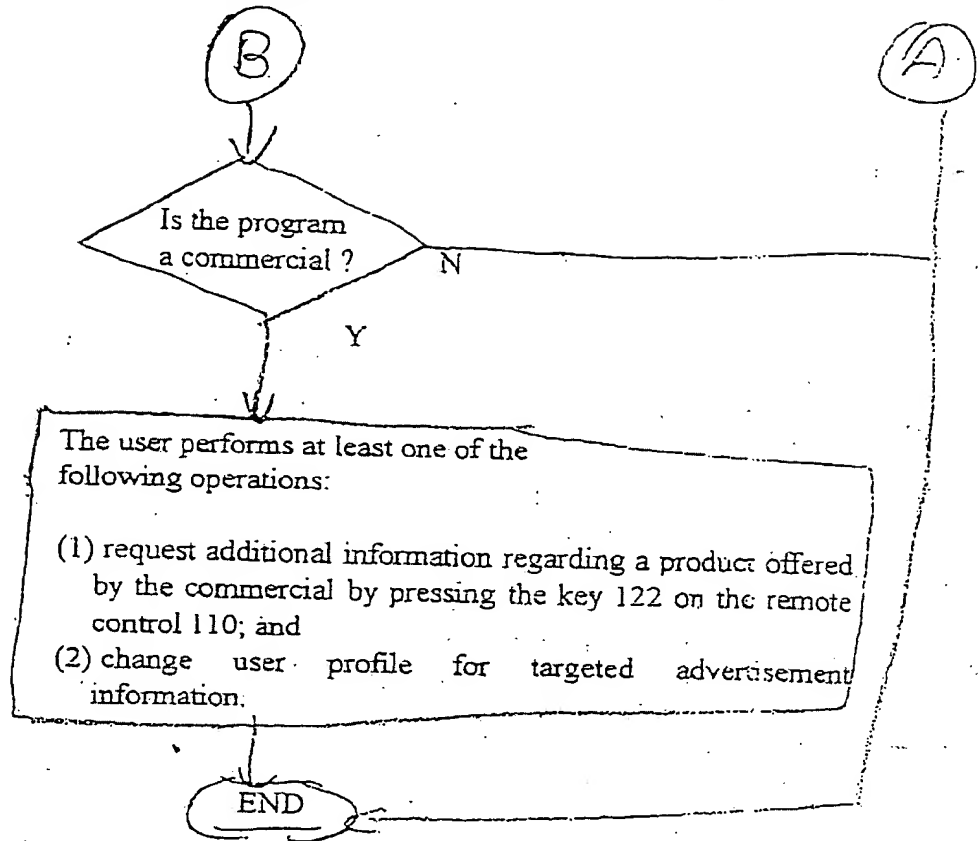 B
A
Is the program
a commercial ?
N
Y
The user performs at least one of the
following operations:
(1) request additional information regarding a product offered
by the commercial by pressing the key 122 on the remote
control 110; and
(2) change user profile for targeted advertisement
information.
END